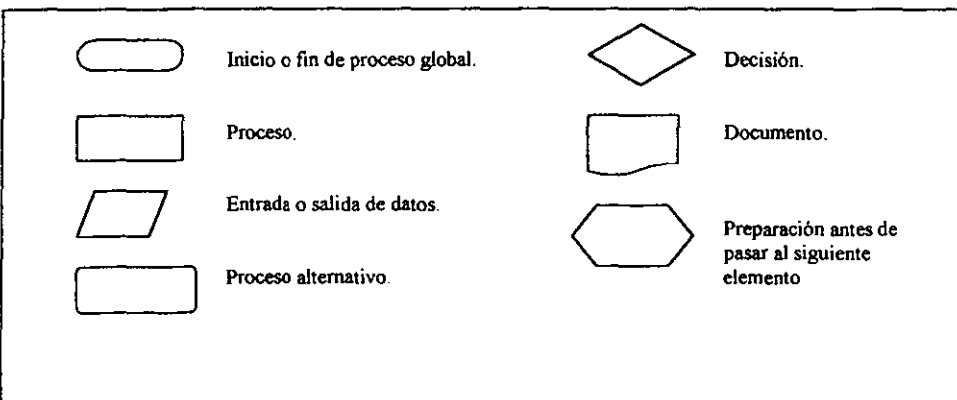 Inicio o fin de proceso global.
Proceso.
Entrada o salida de datos.
Proceso alternativo.
Decisión.
Documento.
Preparación antes de
pasar al siguiente
elemento